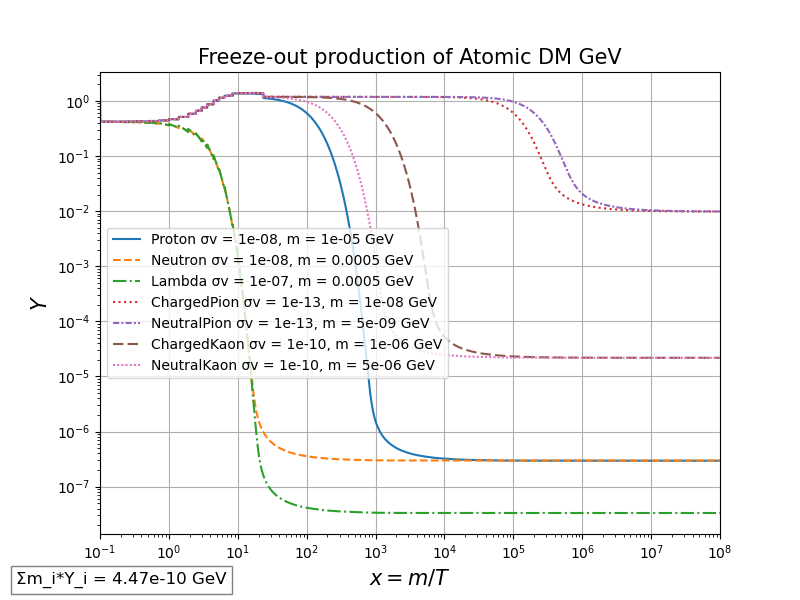 Freeze-out production of Atomic DM GeV
Y
10⁰
10⁻¹
10⁻²
10⁻³
10⁻⁴
10⁻⁵
10⁻⁶
10⁻⁷
Proton σv = 1e-08, m = 1e-05 GeV
Neutron σv = 1e-08, m = 0.0005 GeV
Lambda σv = 1e-07, m = 0.0005 GeV
ChargedPion σv = 1e-13, m = 1e-08 GeV
NeutralPion σv = 1e-13, m = 5e-09 GeV
ChargedKaon σv = 1e-10, m = 1e-06 GeV
NeutralKaon σv = 1e-10, m = 5e-06 GeV
10⁻¹ 10⁰ 10¹ 10² 10³ 10⁴ 10⁵ 10⁶ 10⁷ 10⁸
x = m/T
Σm_i*Y_i = 4.47e-10 GeV